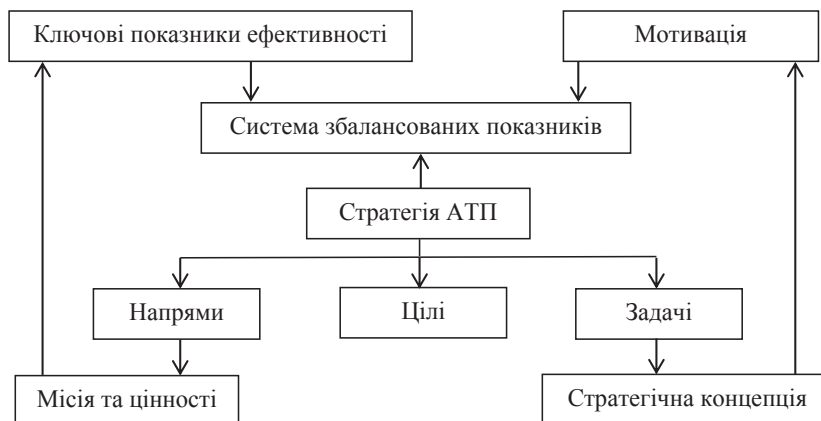 Ключові показники ефективності
Мотивація
Система збалансованих показників
Стратегія АТП
Напрями
Цілі
Задачі
Місія та цінності
Стратегічна концепція